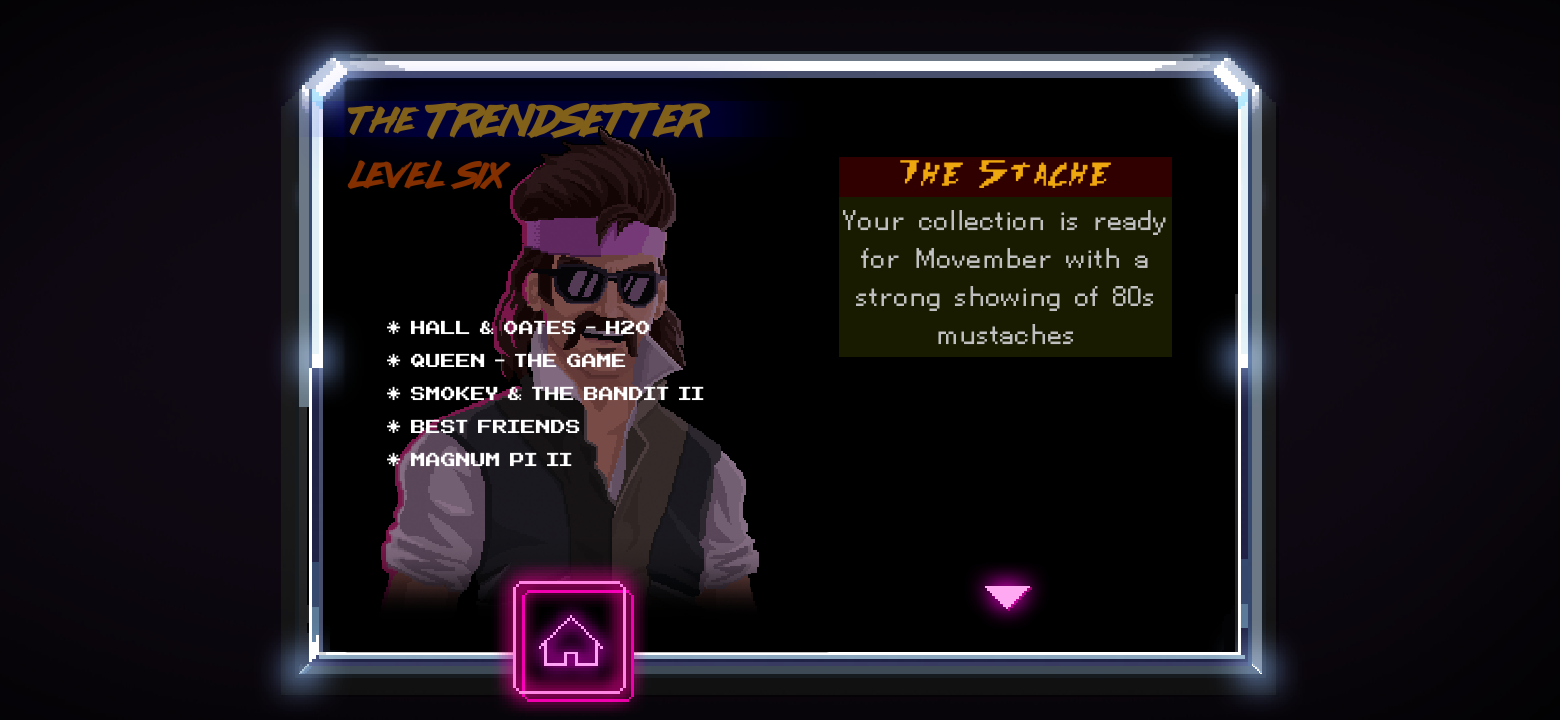 THE TRENDSETTER
LEVEL SIX
* HALL & OATES - H2O
* QUEEN - THE GAME
* SMOKEY & THE BANDIT II
* BEST FRIENDS
* MAGNUM PI II
THE STACHE
Your collection is ready
for Movember with a
strong showing of 80s
mustaches